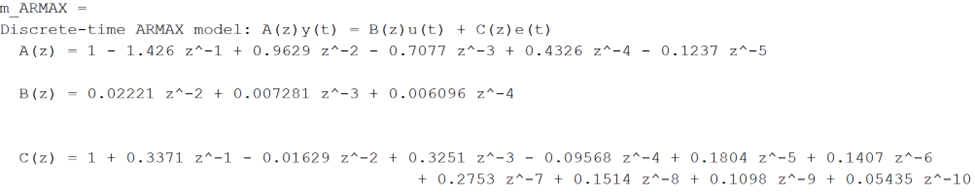 m_ARMAX =
Discrete-time ARMAX model: A(z)y(t) = B(z)u(t) + C(z)e(t)
A(z) = 1 - 1.426 z^-1 + 0.9629 z^-2 - 0.7077 z^-3 + 0.4326 z^-4 - 0.1237 z^-5
B(z) = 0.02221 z^-2 + 0.007281 z^-3 + 0.006096 z^-4
C(z) = 1 + 0.3371 z^-1 - 0.01629 z^-2 + 0.3251 z^-3 - 0.09568 z^-4 + 0.1804 z^-5 + 0.1407 z^-6
+ 0.2753 z^-7 + 0.1514 z^-8 + 0.1098 z^-9 + 0.05435 z^-10